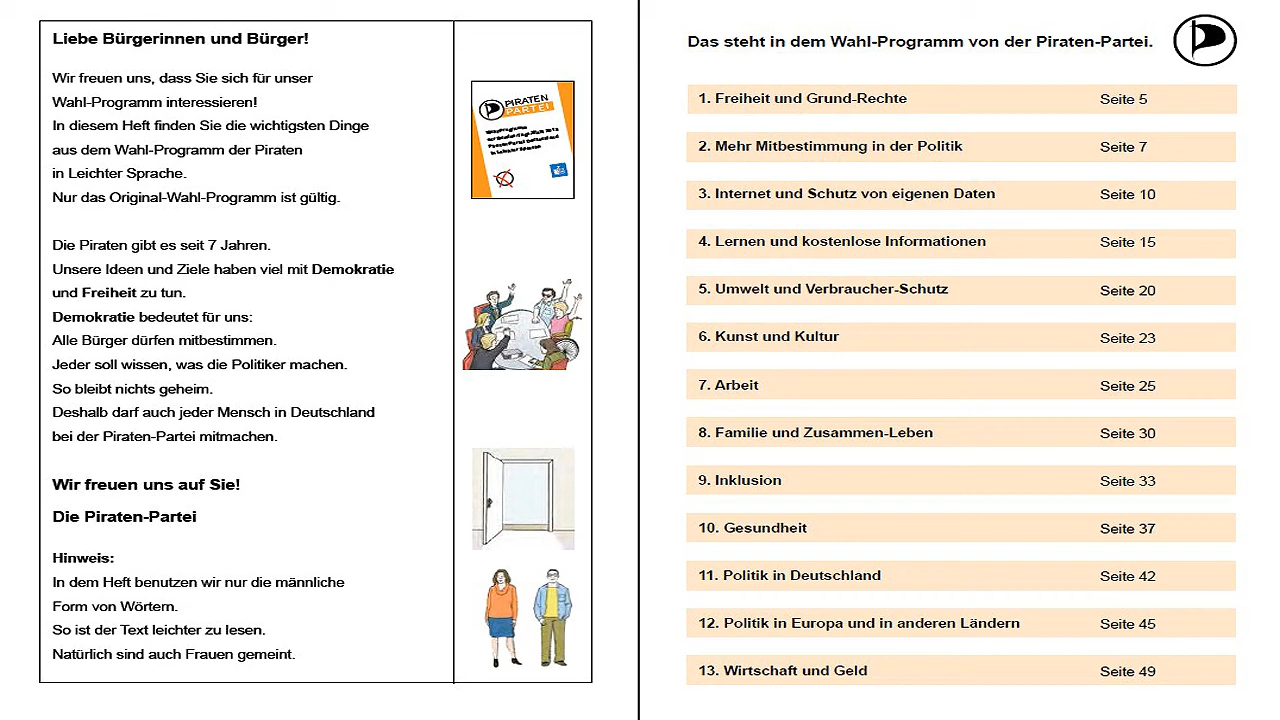 Liebe Bürgerinnen und Bürger!
Wir freuen uns, dass Sie sich für unser
Wahl-Programm interessieren!
In diesem Heft finden Sie die wichtigsten Dinge
aus dem Wahl-Programm der Piraten
in Leichter Sprache.
Nur das Original-Wahl-Programm ist gültig.
Die Piraten gibt es seit 7 Jahren.
Unsere Ideen und Ziele haben viel mit Demokratie
und Freiheit zu tun.
Demokratie bedeutet für uns:
Alle Bürger dürfen mitbestimmen.
Jeder soll wissen, was die Politiker machen.
So bleibt nichts geheim.
Deshalb darf auch jeder Mensch in Deutschland
bei der Piraten-Partei mitmachen.
Wir freuen uns auf Sie!
Die Piraten-Partei
Hinweis:
In dem Heft benutzen wir nur die männliche
Form von Wörtern.
So ist der Text leichter zu lesen.
Natürlich sind auch Frauen gemeint.
PIRATEN
PARTEI
Das steht in dem Wahl-Programm von der Piraten-Partei.
1. Freiheit und Grund-Rechte Seite 5
2. Mehr Mitbestimmung in der Politik Seite 7
3. Internet und Schutz von eigenen Daten Seite 10
4. Lernen und kostenlose Informationen Seite 15
5. Umwelt und Verbraucher-Schutz Seite 20
6. Kunst und Kultur Seite 23
7. Arbeit Seite 25
8. Familie und Zusammen-Leben Seite 30
9. Inklusion Seite 33
10. Gesundheit Seite 37
11. Politik in Deutschland Seite 42
12. Politik in Europa und in anderen Ländern Seite 45
13. Wirtschaft und Geld Seite 49